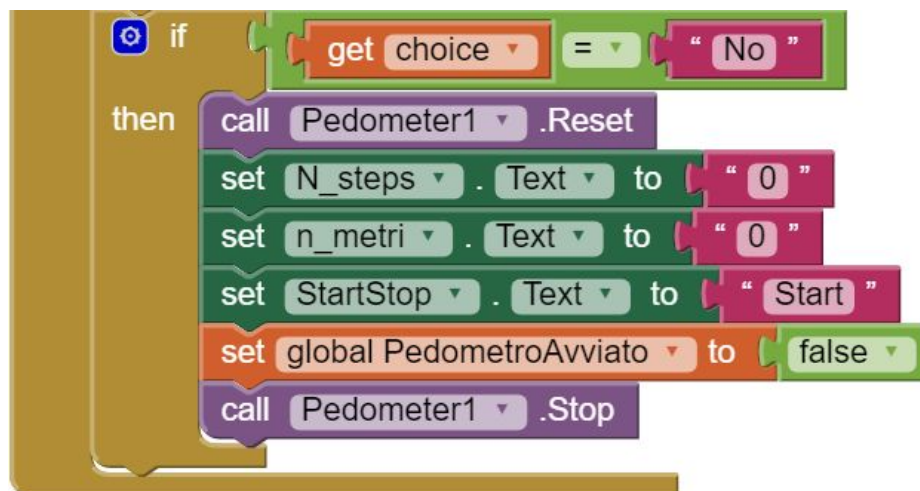 if get choice = “ No ”
then call Pedometer1 .Reset
set N_steps . Text to “ 0 ”
set n_metri . Text to “ 0 ”
set StartStop . Text to “ Start ”
set global PedometroAvviato to false
call Pedometer1 .Stop